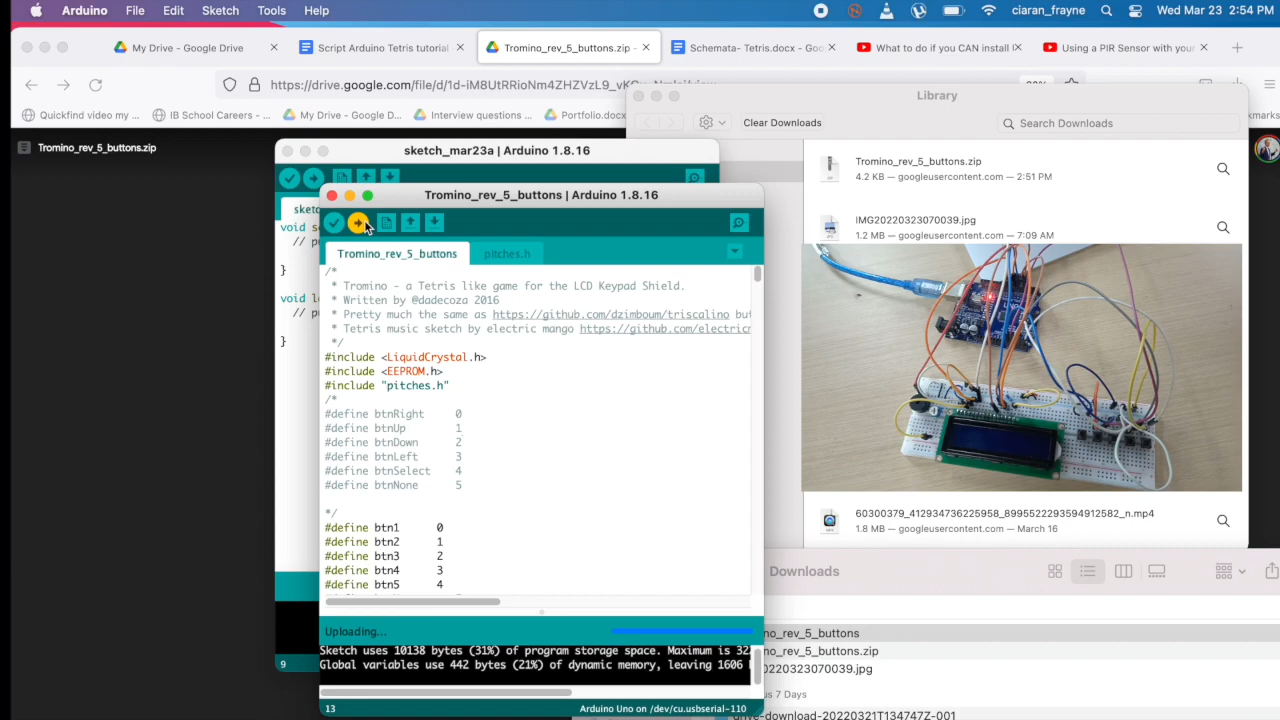 Arduino File Edit Sketch Tools Help ciaran_frayne Wed Mar 23 2:54 PM
My Drive - Google Drive
Script Arduino Tetris tutorial
Tromino_rev_5_buttons.zip -
Schemata- Tetris.docx - Goo
What to do if you CAN install I
Using a PIR Sensor with your
https://drive.google.com/file/d/1d-iM8UtRRioNm4ZHZVzL9_vK
Quickfind video my ...
IB School Careers - ...
My Drive - Google D...
Interview questions ...
Portfolio.docx
Library
Clear Downloads
Search Downloads
Tromino_rev_5_buttons.zip
sketch_mar23a | Arduino 1.8.16
Tromino_rev_5_buttons.zip
4.2 KB — googleusercontent.com — 2:51 PM
IMG20220323070039.jpg
1.2 MB — googleusercontent.com — 7:09 AM
60300379_412934736225958_8995522293594912582_n.mp4
1.8 MB — googleusercontent.com — March 16
Tromino_rev_5_buttons | Arduino 1.8.16
Tromino_rev_5_buttons
pitches.h
/*
* Tromino - a Tetris like game for the LCD Keypad Shield.
* Written by @dadecoza 2016
* Pretty much the same as https://github.com/dzimboum/triscalino but
* Tetris music sketch by electric mango https://github.com/electricm
*/
#include <LiquidCrystal.h>
#include <EEPROM.h>
#include "pitches.h"
/*
#define btnRight 0
#define btnUp 1
#define btnDown 2
#define btnLeft 3
#define btnSelect 4
#define btnNone 5
*/
#define btn1 0
#define btn2 1
#define btn3 2
#define btn4 3
#define btn5 4
Uploading...
Sketch uses 10138 bytes (31%) of program storage space. Maximum is 32
Global variables use 442 bytes (21%) of dynamic memory, leaving 1606
13
Arduino Uno on /dev/cu.usbserial-110
void
// p
}
void
// p
}
9
Downloads
no_rev_5_buttons
no_rev_5_buttons.zip
20220323070039.jpg
us 7 Days
drive-download-20220321T134747Z-001